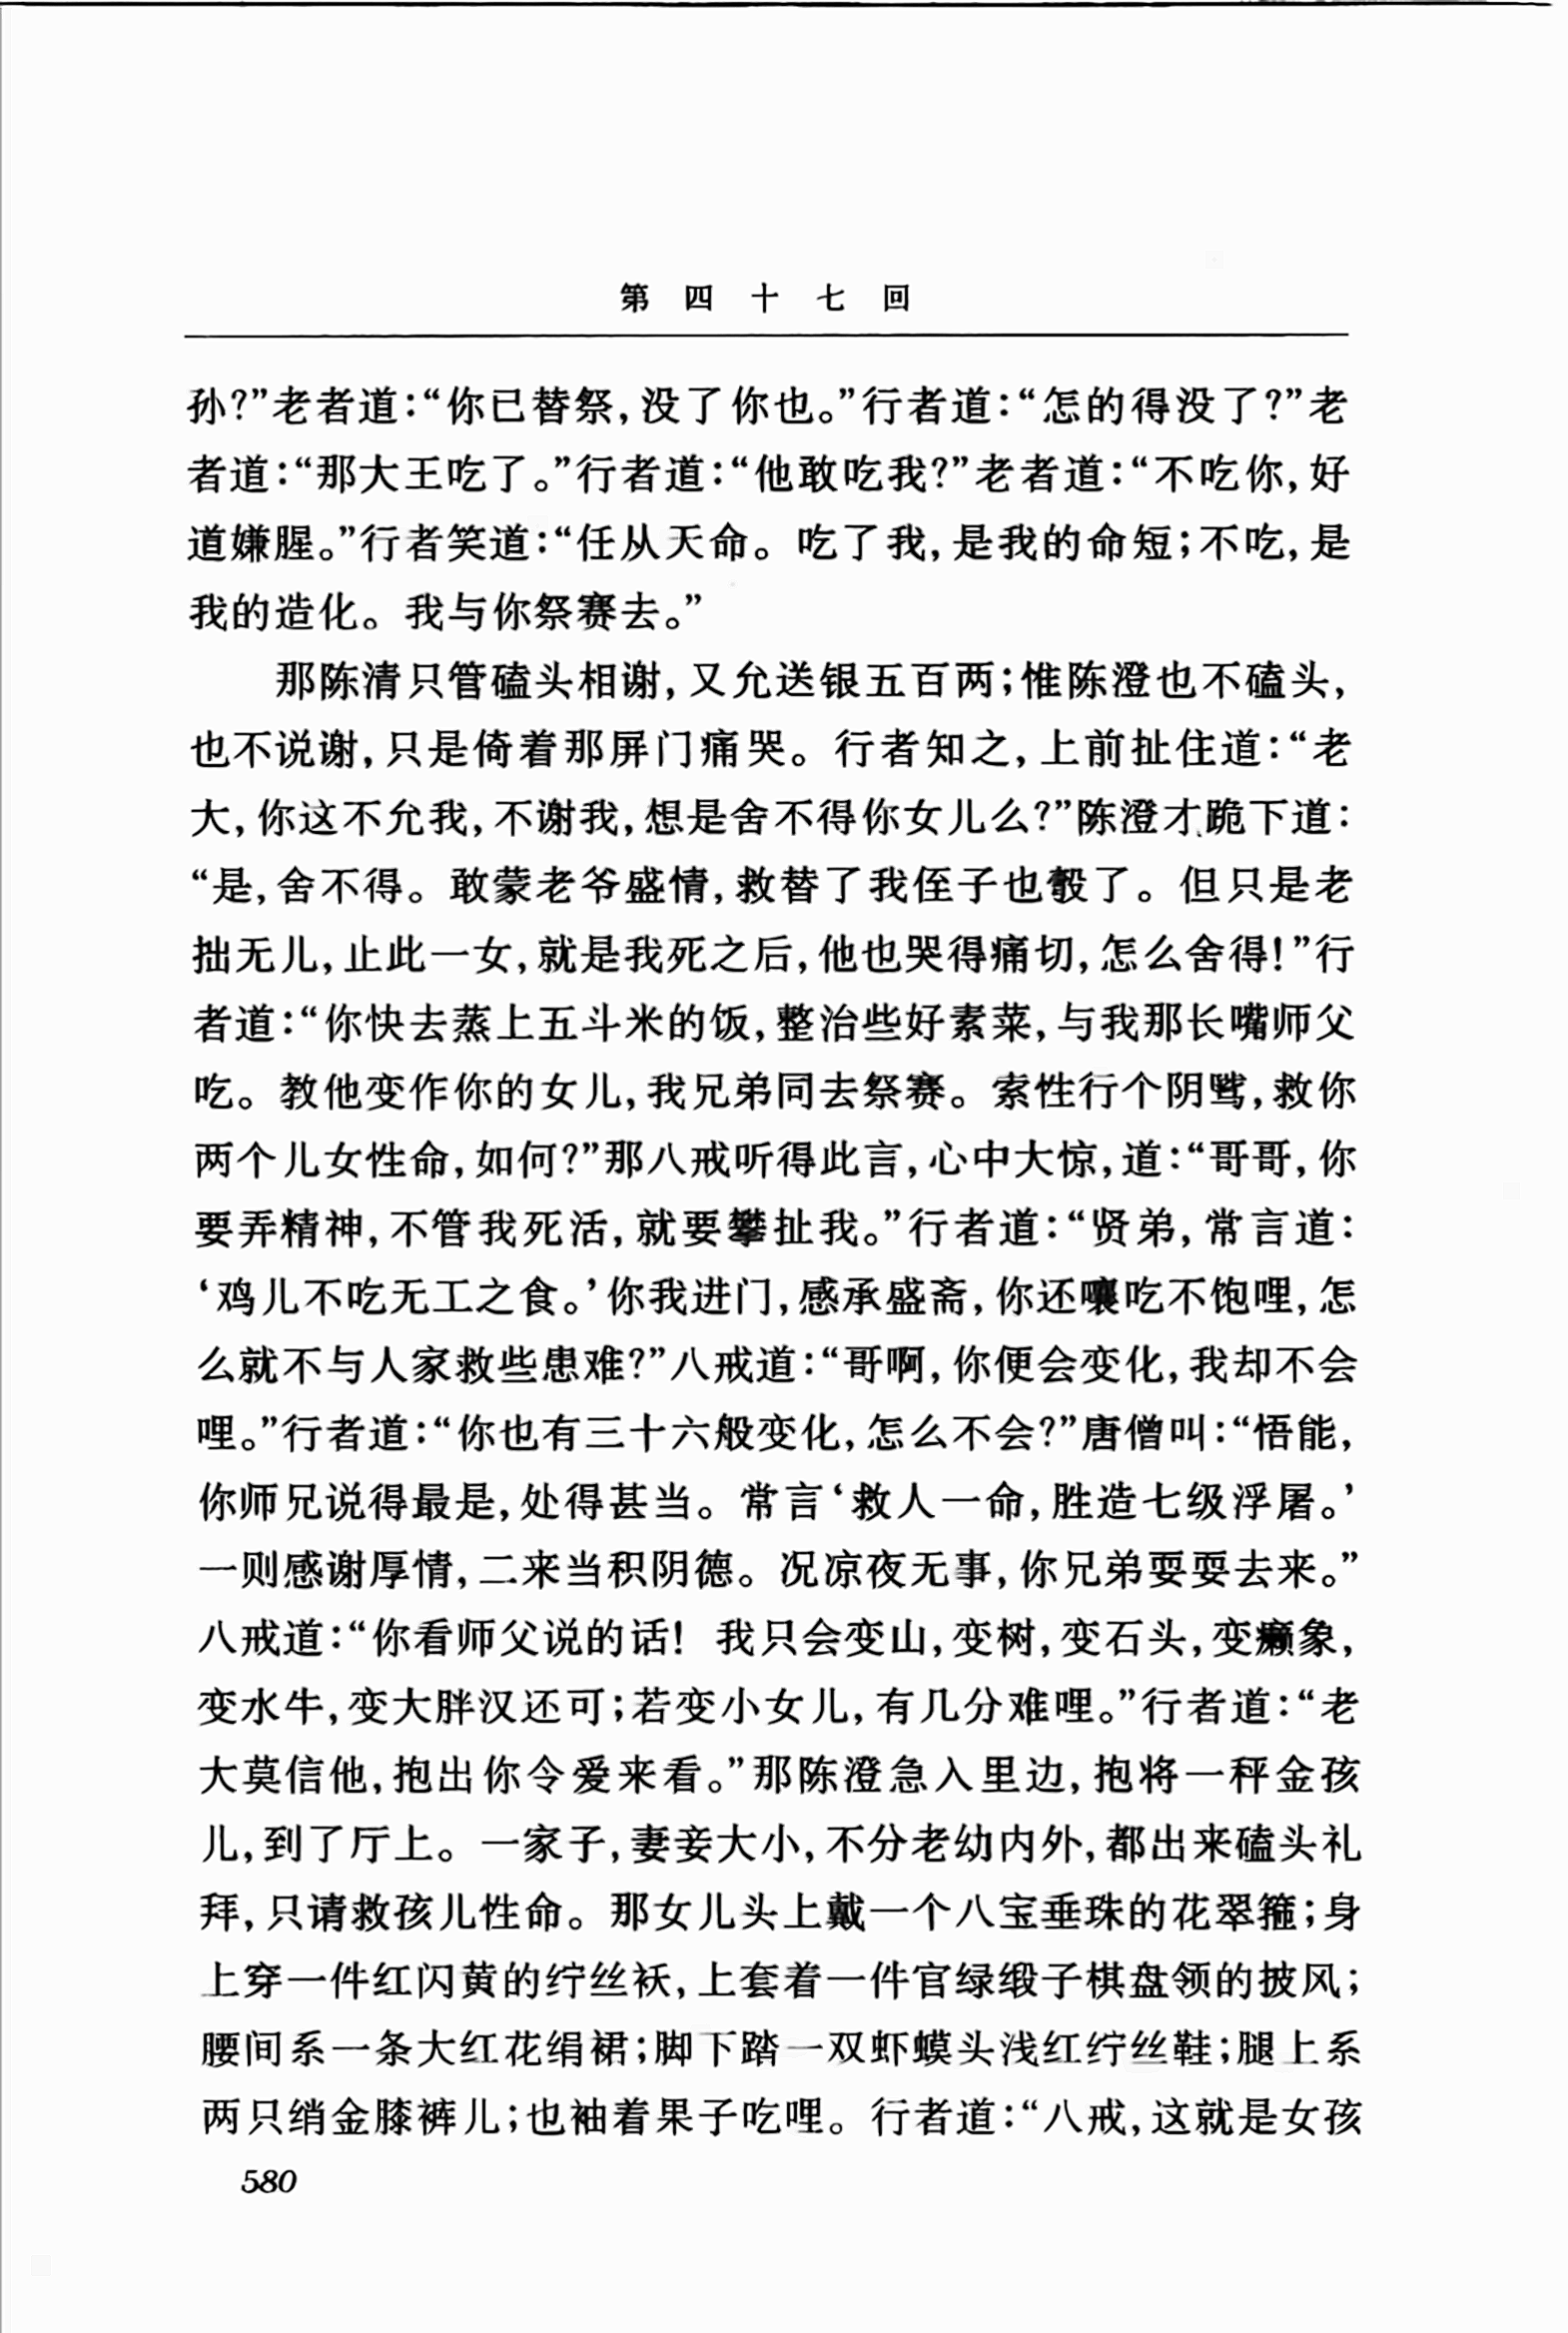 第四十七回
孙?”老者道:“你已替祭,没了你也。”行者道:“怎的得没了?”老
者道:“那大王吃了。”行者道:“他敢吃我?”老者道:“不吃你,好
道嫌腥。”行者笑道:“任从天命。吃了我,是我的命短;不吃,是
我的造化。我与你祭赛去。”
那陈清只管磕头相谢,又允送银五百两;惟陈澄也不磕头,
也不说谢,只是倚着那屏门痛哭。行者知之,上前扯住道:“老
大,你这不允我,不谢我,想是舍不得你女儿么?”陈澄才跪下道:
“是,舍不得。敢蒙老爷盛情,救替了我侄子也彀了。但只是老
拙无儿,止此一女,就是我死之后,他也哭得痛切,怎么舍得!”行
者道:“你快去蒸上五斗米的饭,整治些好素菜,与我那长嘴师父
吃。教他变作你的女儿,我兄弟同去祭赛。索性行个阴骘,救你
两个儿女性命,如何?”那八戒听得此言,心中大惊,道:“哥哥,你
要弄精神,不管我死活,就要攀扯我。”行者道:“贤弟,常言道:
‘鸡儿不吃无工之食。’你我进门,感承盛斋,你还嚷吃不饱哩,怎
么就不与人家救些患难?”八戒道:“哥啊,你便会变化,我却不会
哩。”行者道:“你也有三十六般变化,怎么不会?”唐僧叫:“悟能,
你师兄说得最是,处得甚当。常言‘救人一命,胜造七级浮屠。’
一则感谢厚情,二来当积阴德。况凉夜无事,你兄弟耍耍去来。”
八戒道:“你看师父说的话! 我只会变山,变树,变石头,变癞象,
变水牛,变大胖汉还可;若变小女儿,有几分难哩。”行者道:“老
大莫信他,抱出你令爱来看。”那陈澄急入里边,抱将一秤金孩
儿,到了厅上。一家子,妻妾大小,不分老幼内外,都出来磕头礼
拜,只请救孩儿性命。那女儿头上戴一个八宝垂珠的花翠箍;身
上穿一件红闪黄的纻丝袄,上套着一件官绿缎子棋盘领的披风;
腰间系一条大红花绢裙;脚下踏一双虾蟆头浅红纻丝鞋;腿上系
两只绡金膝裤儿;也袖着果子吃哩。行者道:“八戒,这就是女孩
580